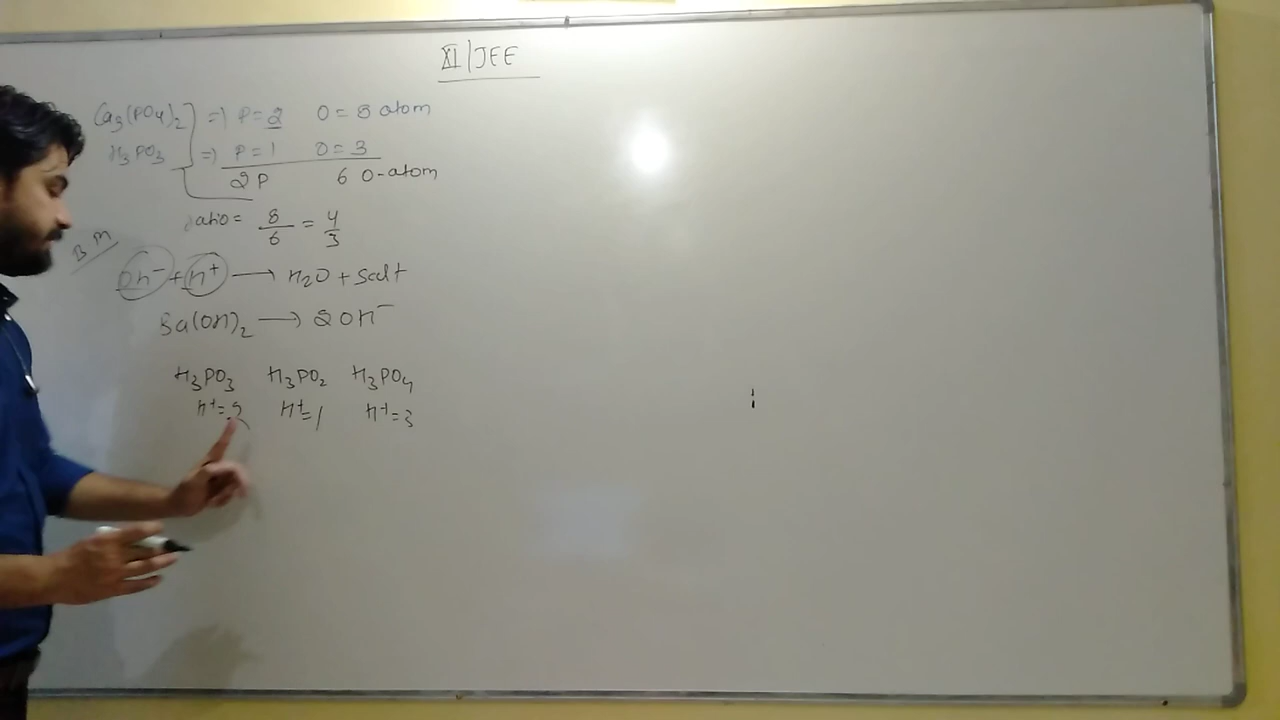 XI/JEE
Ca3(PO4)2 ⇒ P=2 O=8 atom
H3PO3 ⇒ P=1 O=3
2P 6 O-atom
ratio = 8/6 = 4/3
BM
OH⁻ + H⁺ ⟶ H2O + Salt
Ba(OH)2 ⟶ 2OH⁻
H3PO3 H3PO2 H3PO4
H⁺=2 H⁺=1 H⁺=3